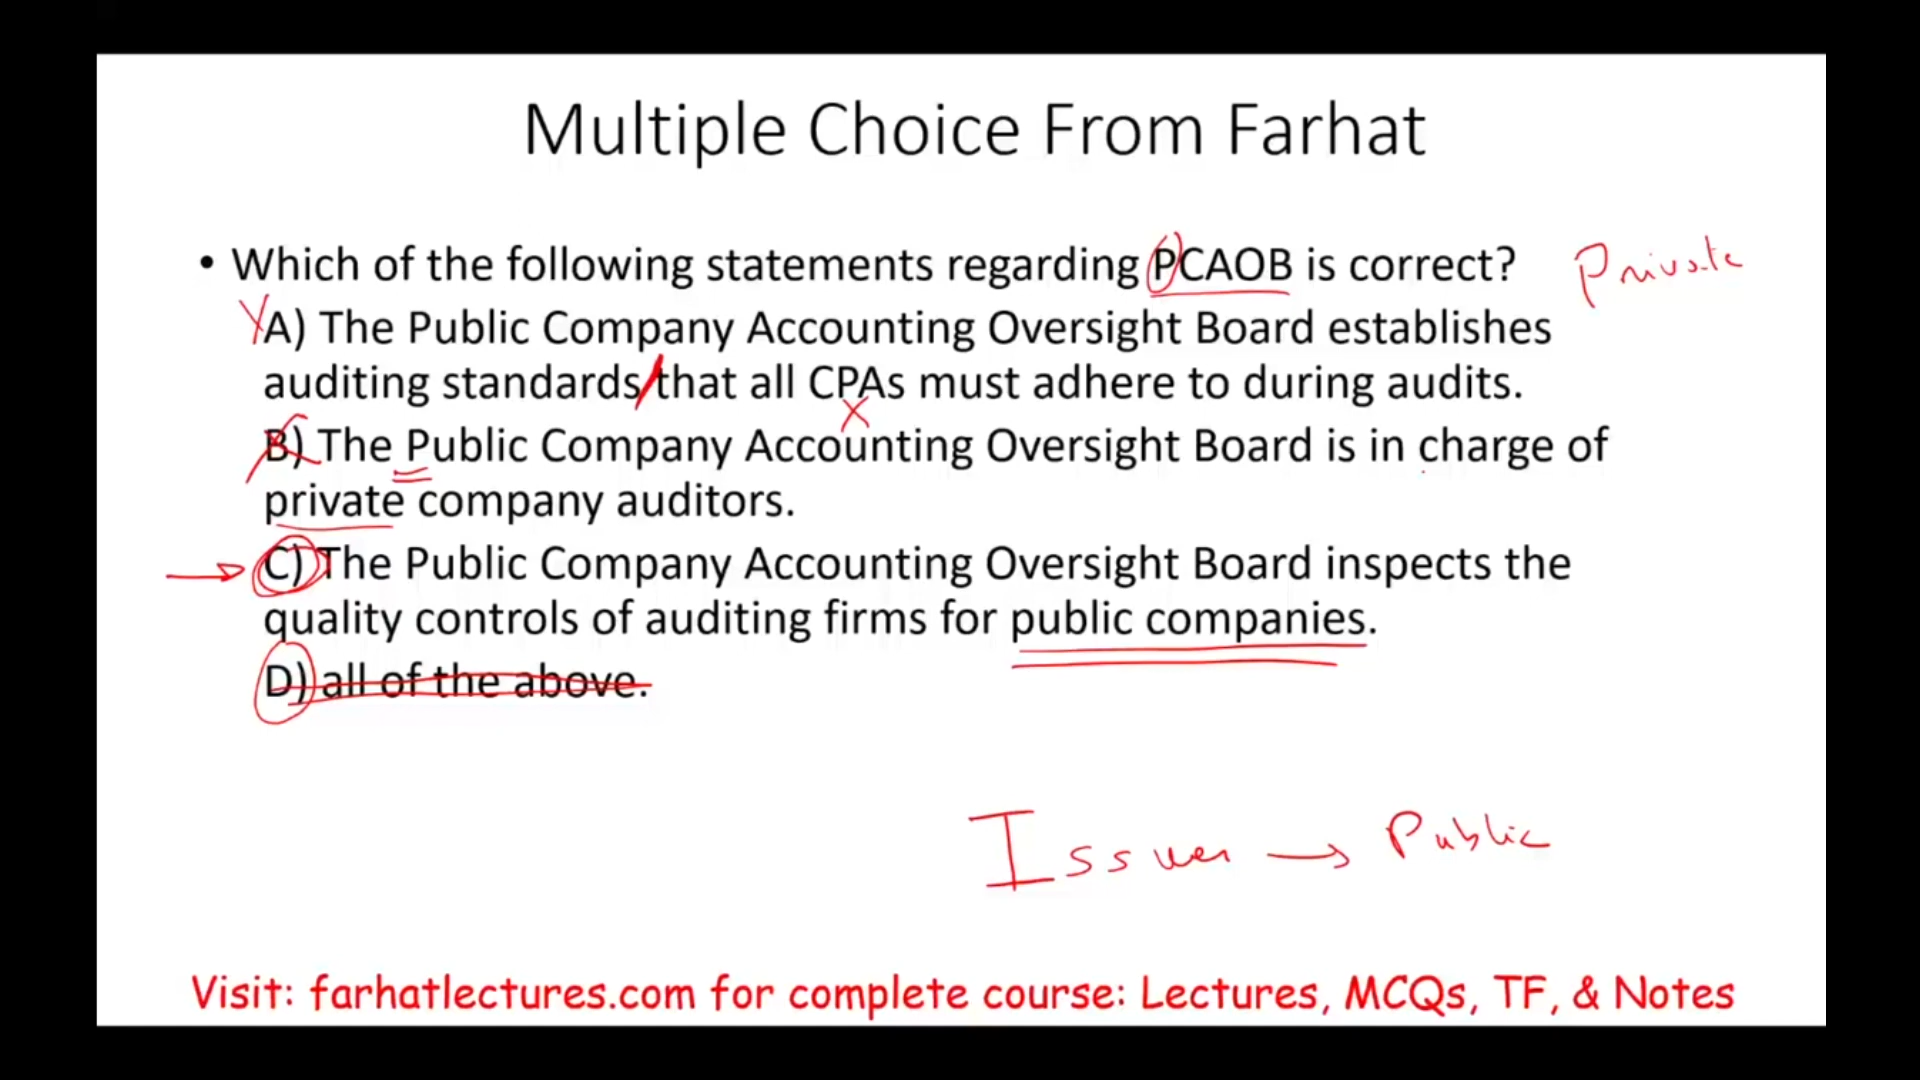 Multiple Choice From Farhat
• Which of the following statements regarding PCAOB is correct? Private
A) The Public Company Accounting Oversight Board establishes
auditing standards that all CPAs must adhere to during audits.
B) The Public Company Accounting Oversight Board is in charge of
private company auditors.
C) The Public Company Accounting Oversight Board inspects the
quality controls of auditing firms for public companies.
D) all of the above.
Issuer → Public
Visit: farhatlectures.com for complete course: Lectures, MCQs, TF, & Notes